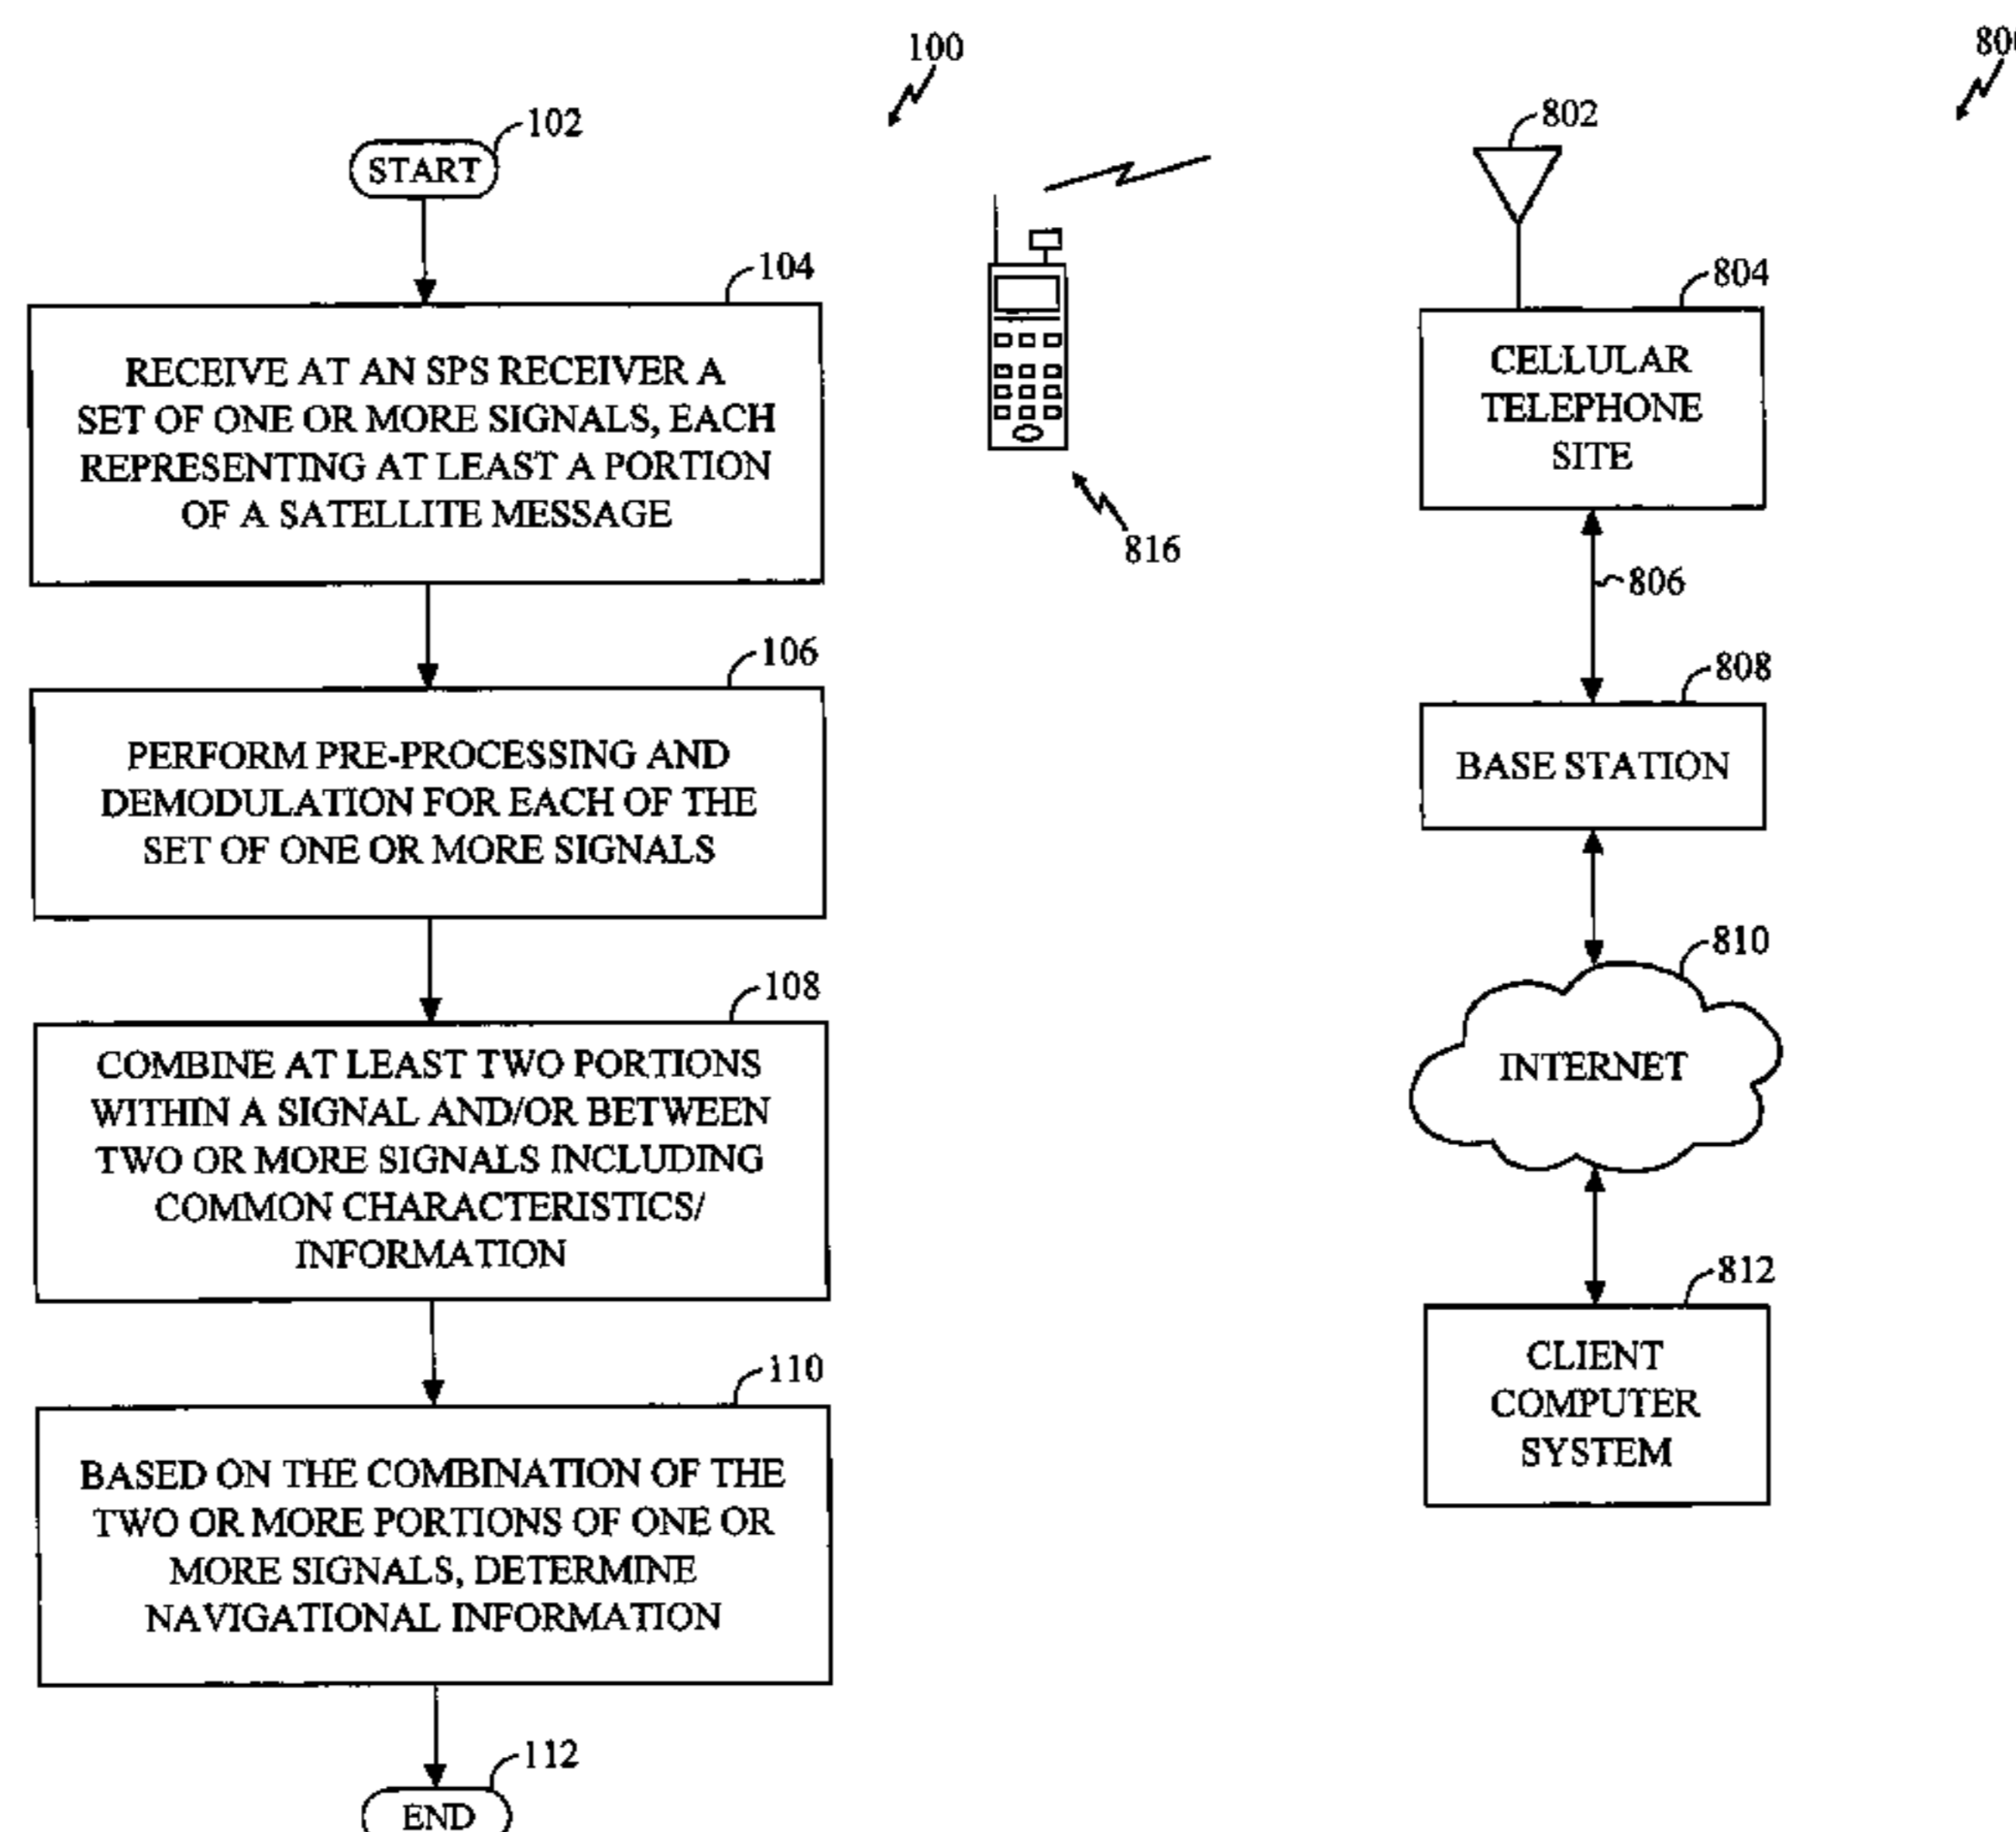 100
102
START
104
RECEIVE AT AN SPS RECEIVER A
SET OF ONE OR MORE SIGNALS, EACH
REPRESENTING AT LEAST A PORTION
OF A SATELLITE MESSAGE
106
PERFORM PRE-PROCESSING AND
DEMODULATION FOR EACH OF THE
SET OF ONE OR MORE SIGNALS
108
COMBINE AT LEAST TWO PORTIONS
WITHIN A SIGNAL AND/OR BETWEEN
TWO OR MORE SIGNALS INCLUDING
COMMON CHARACTERISTICS/
INFORMATION
110
BASED ON THE COMBINATION OF THE
TWO OR MORE PORTIONS OF ONE OR
MORE SIGNALS, DETERMINE
NAVIGATIONAL INFORMATION
112
END
816
802
804
CELLULAR
TELEPHONE
SITE
806
808
BASE STATION
810
INTERNET
812
CLIENT
COMPUTER
SYSTEM